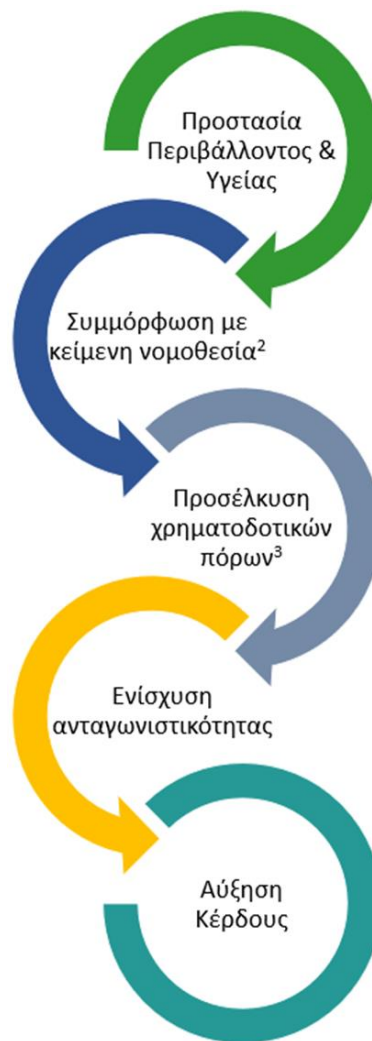 Προστασία
Περιβάλλοντος &
Υγείας
Συμμόρφωση με
κείμενη νομοθεσία²
Προσέλκυση
χρηματοδοτικών
πόρων³
Ενίσχυση
ανταγωνιστικότητας
Αύξηση
Κέρδους